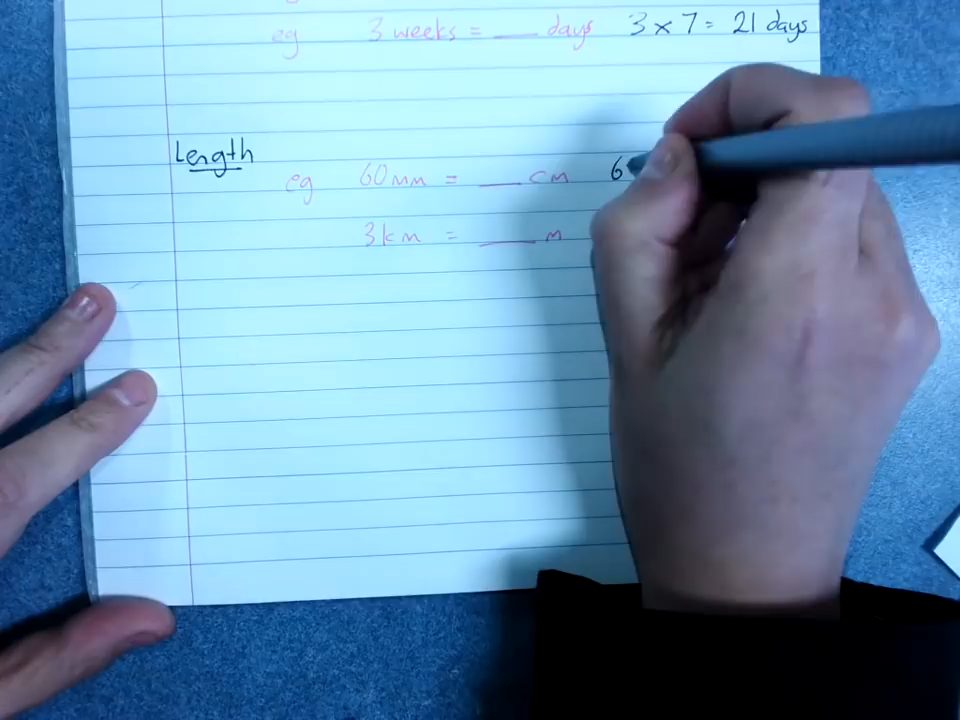 eg 3 weeks = ___ days 3 x 7 = 21 days
Length
eg 60mm = ___ cm 6
3km = ___ m